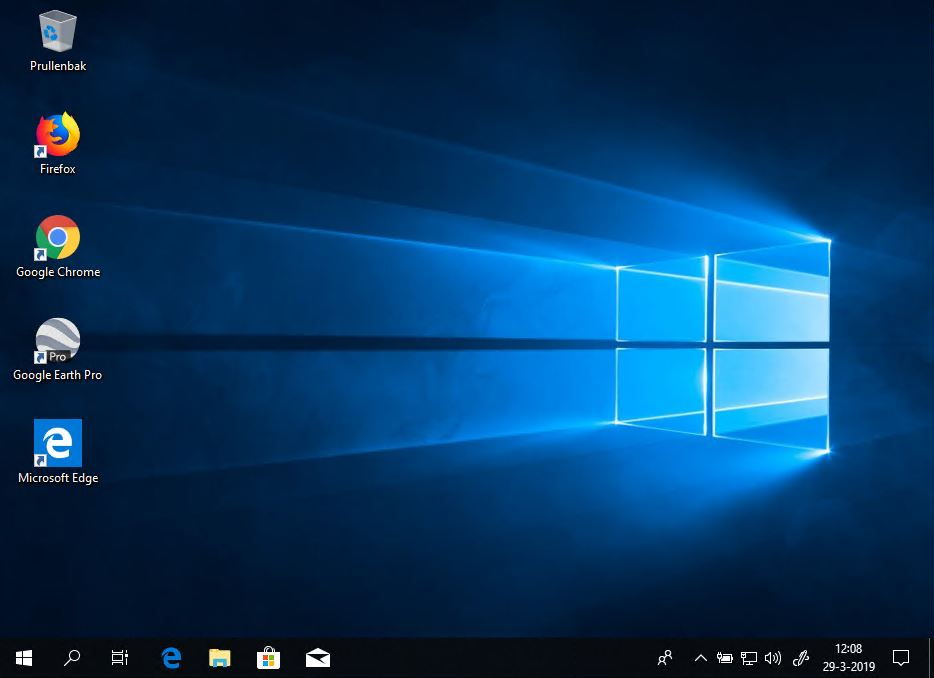 Prullenbak
Firefox
Google Chrome
Pro
Google Earth Pro
Microsoft Edge
12:08
29-3-2019